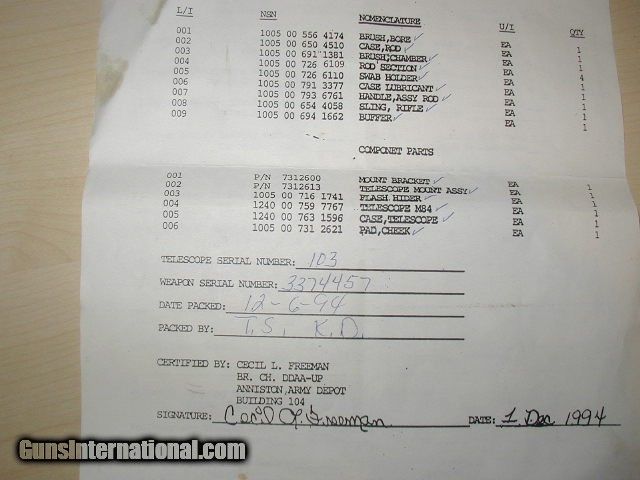 L/I NSN NOMENCLATURE U/I QTY
001 1005 00 556 4174 BRUSH,BORE EA 1
002 1005 00 650 4510 CASE,ROD EA 1
003 1005 00 691 1381 BRUSH,CHAMBER EA 1
004 1005 00 726 6109 ROD SECTION EA 4
005 1005 00 726 6110 SWAB HOLDER EA 1
006 1005 00 791 3377 CASE LUBRICANT EA 1
007 1005 00 793 6761 HANDLE,ASSY ROD EA 1
008 1005 00 654 4058 SLING, RIFLE EA 1
009 1005 00 694 1662 BUFFER EA 1
COMPONET PARTS
001 P/N 7312600 MOUNT BRACKET EA 1
002 P/N 7312613 TELESCOPE MOUNT ASSY EA 1
003 1005 00 716 1741 FLASH HIDER EA 1
004 1240 00 759 7767 TELESCOPE M84 EA 1
005 1240 00 763 1596 CASE,TELESCOPE EA 1
006 1005 00 731 2621 PAD,CHEEK EA 1
TELESCOPE SERIAL NUMBER: 103
WEAPON SERIAL NUMBER: 3374457
DATE PACKED: 12-6-94
PACKED BY: T.S. K.D.
CERTIFIED BY: CECIL L. FREEMAN
BR. CH. DDAA-UP
ANNISTON ARMY DEPOT
BUILDING 104
SIGNATURE: Cecil L. Freeman DATE: 1 Dec 1994
GunsInternational.com